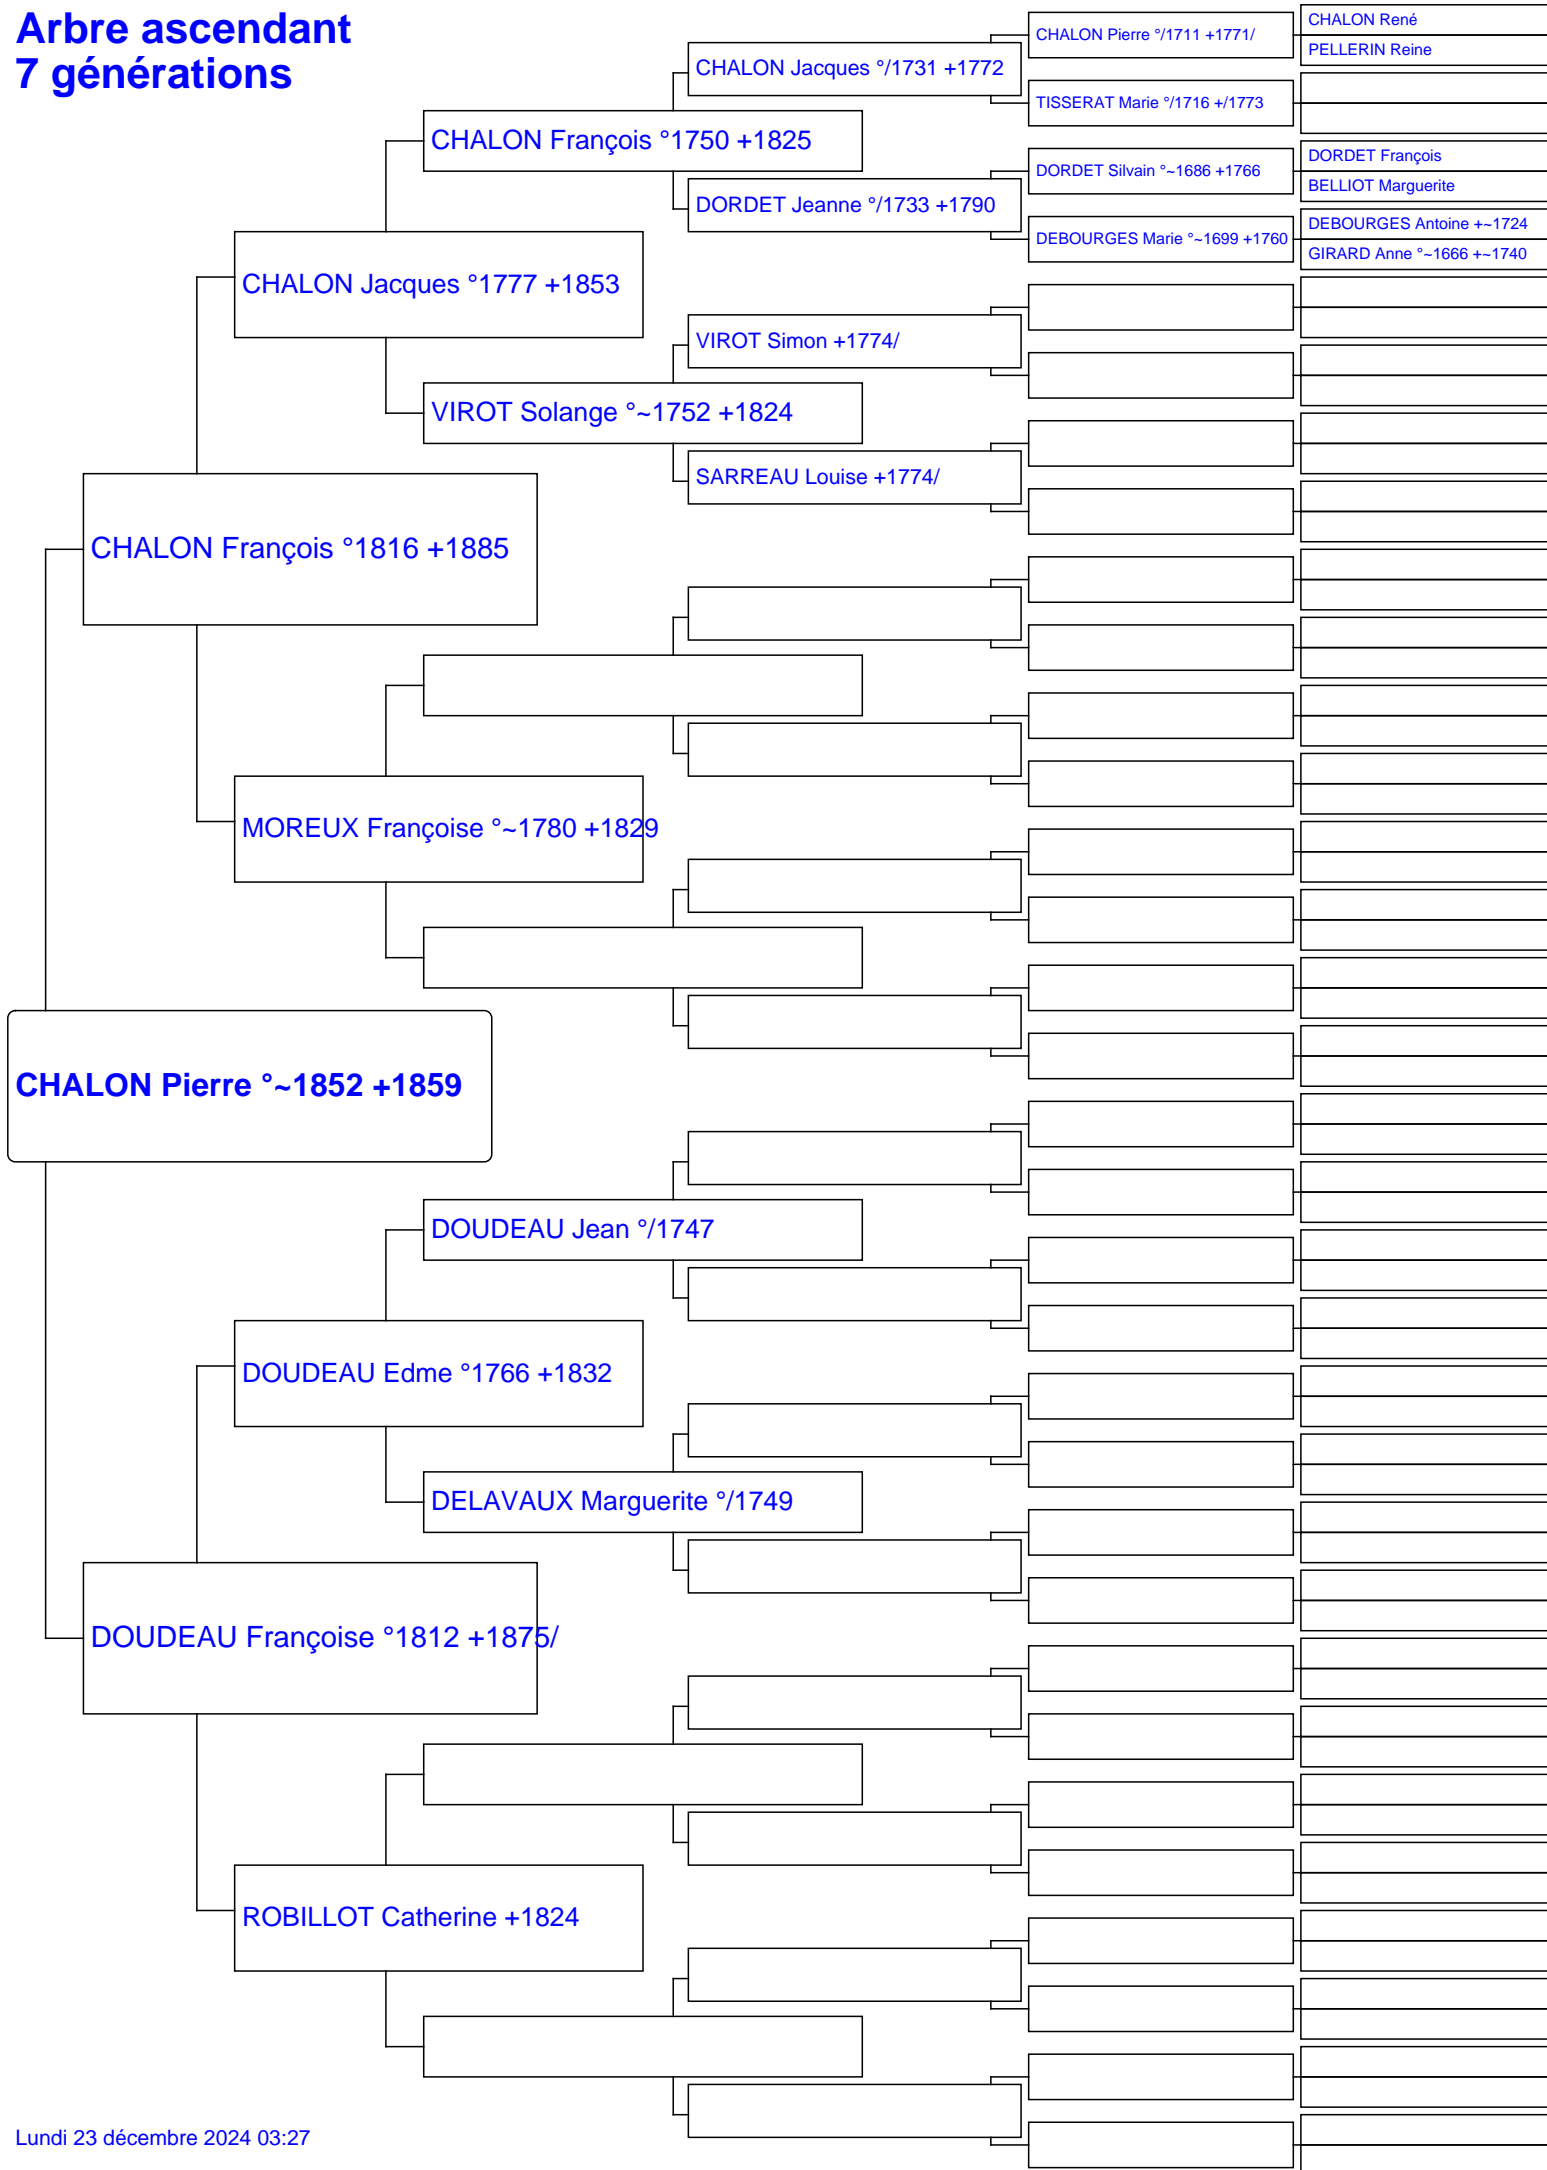 Arbre ascendant
7 générations
CHALON Pierre °~1852 +1859
CHALON François °1816 +1885
DOUDEAU Françoise °1812 +1875/
CHALON Jacques °1777 +1853
MOREUX Françoise °~1780 +1829
DOUDEAU Edme °1766 +1832
ROBILLOT Catherine +1824
CHALON François °1750 +1825
VIROT Solange °~1752 +1824
DOUDEAU Jean °/1747
DELAVAUX Marguerite °/1749
CHALON Jacques °/1731 +1772
DORDET Jeanne °/1733 +1790
VIROT Simon +1774/
SARREAU Louise +1774/
CHALON Pierre °/1711 +1771/
TISSERAT Marie °/1716 +/1773
DORDET Silvain °~1686 +1766
DEBOURGES Marie °~1699 +1760
CHALON René
PELLERIN Reine
DORDET François
BELLIOT Marguerite
DEBOURGES Antoine +~1724
GIRARD Anne °~1666 +~1740
Lundi 23 décembre 2024 03:27